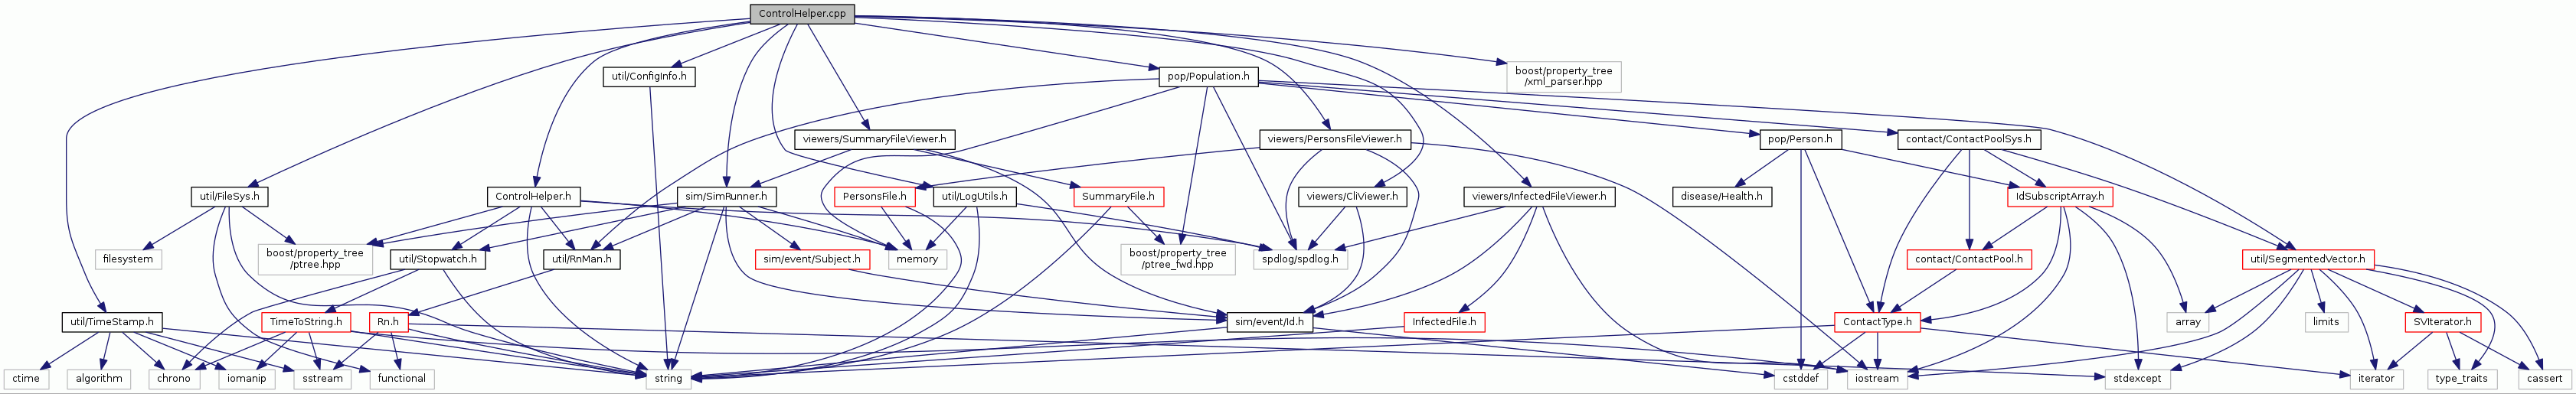 ControlHelper.cpp
util/ConfigInfo.h
pop/Population.h
boost/property_tree
/xml_parser.hpp
viewers/SummaryFileViewer.h
viewers/PersonsFileViewer.h
pop/Person.h
contact/ContactPoolSys.h
util/FileSys.h
ControlHelper.h
sim/SimRunner.h
PersonsFile.h
util/LogUtils.h
SummaryFile.h
viewers/CliViewer.h
viewers/InfectedFileViewer.h
disease/Health.h
IdSubscriptArray.h
filesystem
boost/property_tree
/ptree.hpp
util/Stopwatch.h
util/RnMan.h
sim/event/Subject.h
memory
boost/property_tree
/ptree_fwd.hpp
spdlog/spdlog.h
contact/ContactPool.h
util/SegmentedVector.h
util/TimeStamp.h
TimeToString.h
Rn.h
sim/event/Id.h
InfectedFile.h
ContactType.h
array
limits
SVIterator.h
ctime
algorithm
chrono
iomanip
sstream
functional
string
cstddef
iostream
stdexcept
iterator
type_traits
cassert